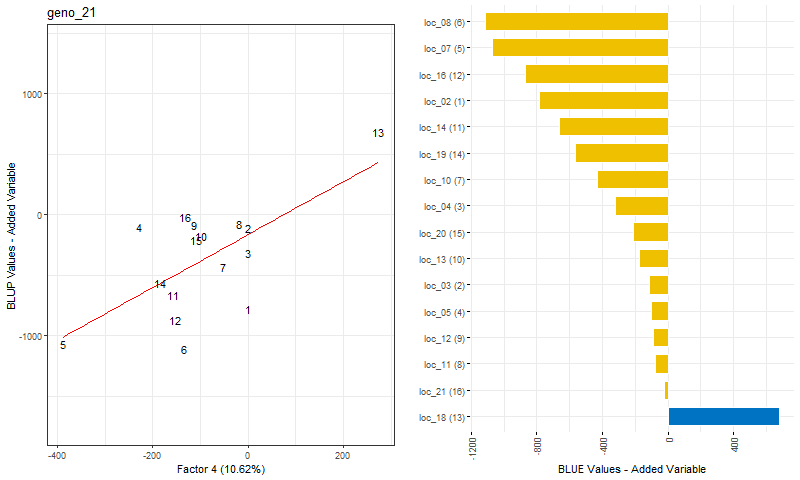 geno_21
BLUP Values - Added Variable
1000
0
-1000
13
16
4
9
8
2
10
15
3
7
14
11
12
1
5
6
-400
-200
0
200
Factor 4 (10.62%)
loc_08 (6)
loc_07 (5)
loc_16 (12)
loc_02 (1)
loc_14 (11)
loc_19 (14)
loc_10 (7)
loc_04 (3)
loc_20 (15)
loc_13 (10)
loc_03 (2)
loc_05 (4)
loc_12 (9)
loc_11 (8)
loc_21 (16)
loc_18 (13)
-1200
-800
-400
0
400
BLUE Values - Added Variable